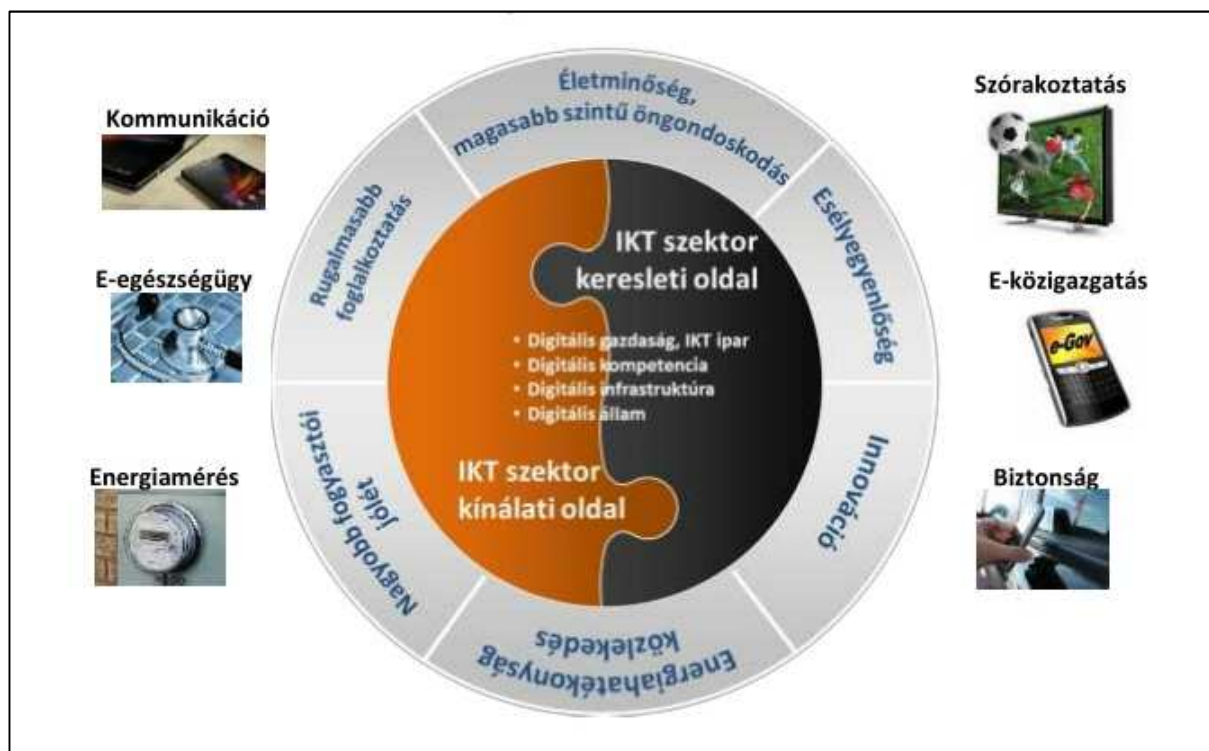 Kommunikáció
E-egészségügy
Energiamérés
Életminőség,
magasabb szintű öngondoskodás
Esélyegyenlőség
Innováció
Energiahatékonyság
közlekedés
Nagyobb fogyasztói
jólét
Rugalmasabb
foglalkoztatás
IKT szektor
keresleti oldal
• Digitális gazdaság, IKT ipar
• Digitális kompetencia
• Digitális infrastruktúra
• Digitális állam
IKT szektor
kínálati oldal
Szórakoztatás
E-közigazgatás
e-Gov
Biztonság